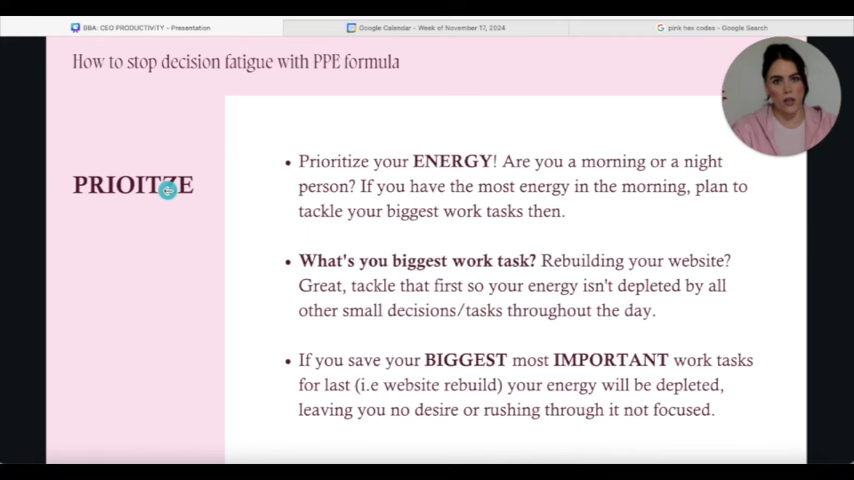 BBA: CEO PRODUCTIVITY - Presentation
Google Calendar - Week of November 17, 2024
pink hex codes - Google Search
How to stop decision fatigue with PPE formula
PRIOITZE
• Prioritize your ENERGY! Are you a morning or a night
person? If you have the most energy in the morning, plan to
tackle your biggest work tasks then.
• What's you biggest work task? Rebuilding your website?
Great, tackle that first so your energy isn't depleted by all
other small decisions/tasks throughout the day.
• If you save your BIGGEST most IMPORTANT work tasks
for last (i.e website rebuild) your energy will be depleted,
leaving you no desire or rushing through it not focused.